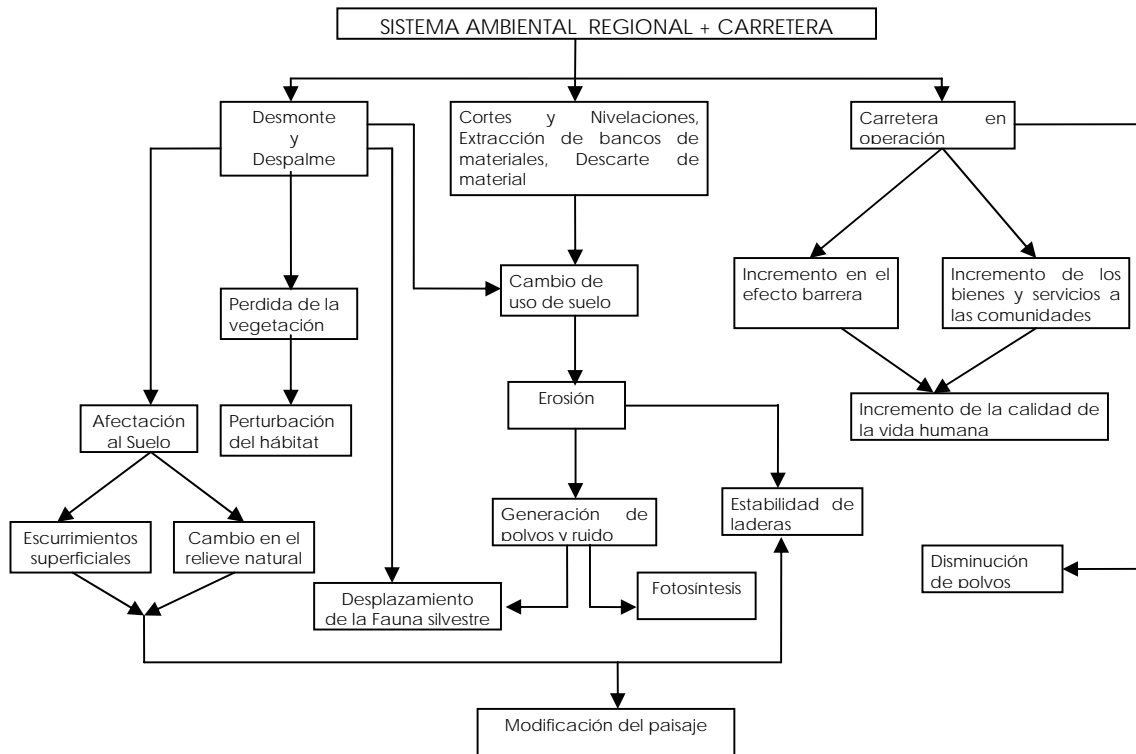 SISTEMA AMBIENTAL REGIONAL + CARRETERA
Desmonte
y
Despalme
Cortes y Nivelaciones,
Extracción de bancos de
materiales, Descarte de
material
Carretera en
operación
Incremento en el
efecto barrera
Incremento de los
bienes y servicios a
las comunidades
Cambio de
uso de suelo
Perdida de la
vegetación
Erosión
Afectación
al Suelo
Perturbación
del hábitat
Incremento de la calidad de
la vida humana
Estabilidad de
laderas
Generación de
polvos y ruido
Escurrimientos
superficiales
Cambio en el
relieve natural
Disminución
de polvos
Fotosíntesis
Desplazamiento
de la Fauna silvestre
Modificación del paisaje